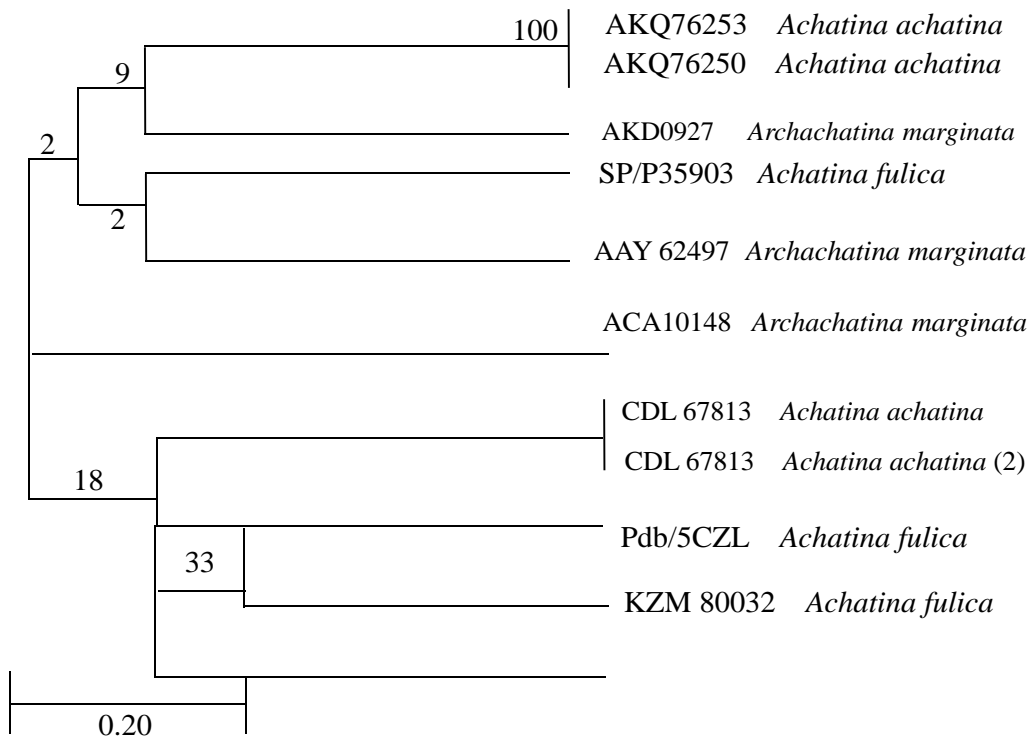 100 AKQ76253 Achatina achatina
AKQ76250 Achatina achatina
9
AKD0927 Archachatina marginata
2
SP/P35903 Achatina fulica
2
AAY 62497 Archachatina marginata
ACA10148 Archachatina marginata
CDL 67813 Achatina achatina
CDL 67813 Achatina achatina (2)
18
Pdb/5CZL Achatina fulica
33
KZM 80032 Achatina fulica
0.20